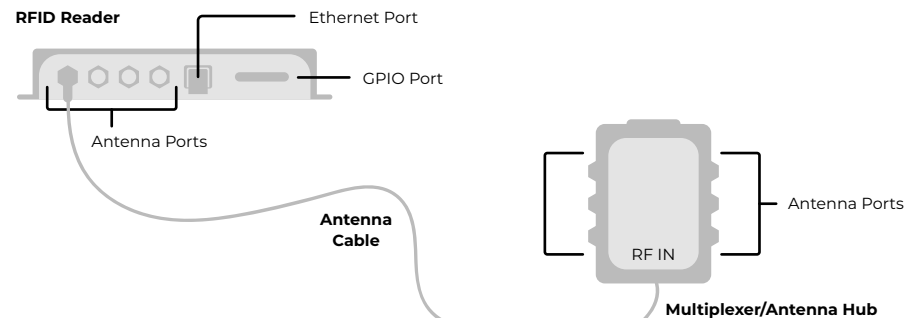 RFID Reader
Ethernet Port
GPIO Port
Antenna Ports
Antenna
Cable
Antenna Ports
RF IN
Multiplexer/Antenna Hub